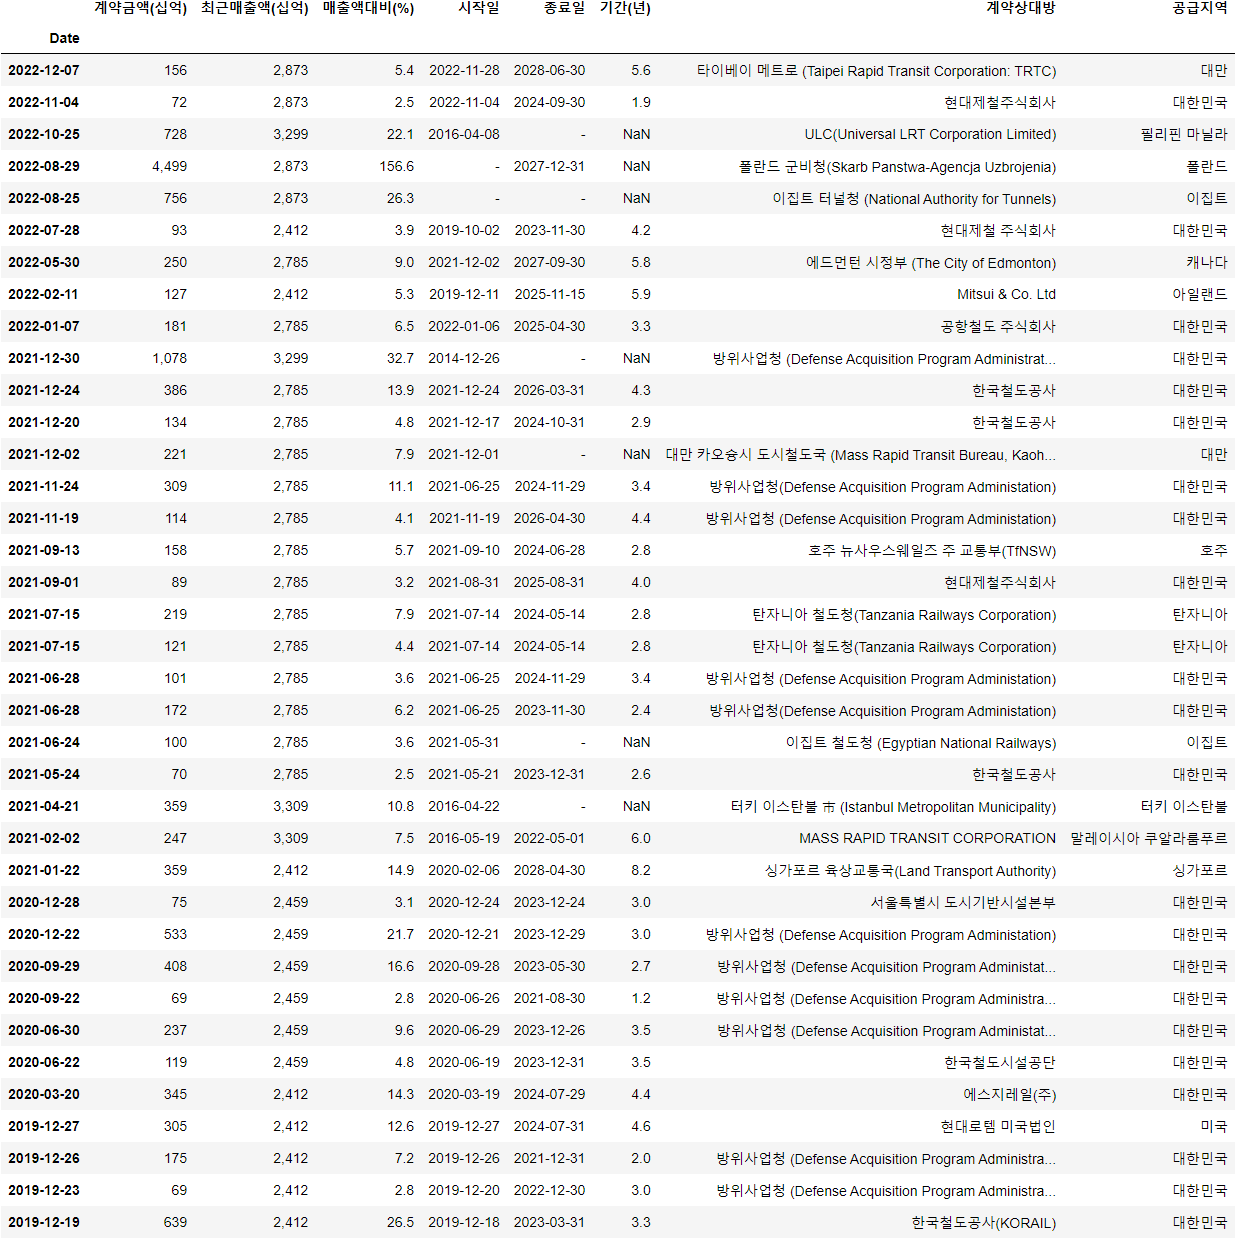 계약금액(십억) 최근매출액(십억) 매출액대비(%) 시작일 종료일 기간(년) 계약상대방 공급지역
Date
2022-12-07 156 2,873 5.4 2022-11-28 2028-06-30 5.6 타이베이 메트로 (Taipei Rapid Transit Corporation: TRTC) 대만
2022-11-04 72 2,873 2.5 2022-11-04 2024-09-30 1.9 현대제철주식회사 대한민국
2022-10-25 728 3,299 22.1 2016-04-08 - NaN ULC(Universal LRT Corporation Limited) 필리핀 마닐라
2022-08-29 4,499 2,873 156.6 - 2027-12-31 NaN 폴란드 군비청(Skarb Panstwa-Agencja Uzbrojenia) 폴란드
2022-08-25 756 2,873 26.3 - - NaN 이집트 터널청 (National Authority for Tunnels) 이집트
2022-07-28 93 2,412 3.9 2019-10-02 2023-11-30 4.2 현대제철 주식회사 대한민국
2022-05-30 250 2,785 9.0 2021-12-02 2027-09-30 5.8 에드먼턴 시정부 (The City of Edmonton) 캐나다
2022-02-11 127 2,412 5.3 2019-12-11 2025-11-15 5.9 Mitsui & Co. Ltd 아일랜드
2022-01-07 181 2,785 6.5 2022-01-06 2025-04-30 3.3 공항철도 주식회사 대한민국
2021-12-30 1,078 3,299 32.7 2014-12-26 - NaN 방위사업청 (Defense Acquisition Program Administrat... 대한민국
2021-12-24 386 2,785 13.9 2021-12-24 2026-03-31 4.3 한국철도공사 대한민국
2021-12-20 134 2,785 4.8 2021-12-17 2024-10-31 2.9 한국철도공사 대한민국
2021-12-02 221 2,785 7.9 2021-12-01 - NaN 대만 카오슝시 도시철도국 (Mass Rapid Transit Bureau, Kaoh... 대만
2021-11-24 309 2,785 11.1 2021-06-25 2024-11-29 3.4 방위사업청(Defense Acquisition Program Administation) 대한민국
2021-11-19 114 2,785 4.1 2021-11-19 2026-04-30 4.4 방위사업청 (Defense Acquisition Program Administation) 대한민국
2021-09-13 158 2,785 5.7 2021-09-10 2024-06-28 2.8 호주 뉴사우스웨일즈 주 교통부(TfNSW) 호주
2021-09-01 89 2,785 3.2 2021-08-31 2025-08-31 4.0 현대제철주식회사 대한민국
2021-07-15 219 2,785 7.9 2021-07-14 2024-05-14 2.8 탄자니아 철도청(Tanzania Railways Corporation) 탄자니아
2021-07-15 121 2,785 4.4 2021-07-14 2024-05-14 2.8 탄자니아 철도청(Tanzania Railways Corporation) 탄자니아
2021-06-28 101 2,785 3.6 2021-06-25 2024-11-29 3.4 방위사업청 (Defense Acquisition Program Administation) 대한민국
2021-06-28 172 2,785 6.2 2021-06-25 2023-11-30 2.4 방위사업청(Defense Acquisition Program Administation) 대한민국
2021-06-24 100 2,785 3.6 2021-05-31 - NaN 이집트 철도청 (Egyptian National Railways) 이집트
2021-05-24 70 2,785 2.5 2021-05-21 2023-12-31 2.6 한국철도공사 대한민국
2021-04-21 359 3,309 10.8 2016-04-22 - NaN 터키 이스탄불 市 (Istanbul Metropolitan Municipality) 터키 이스탄불
2021-02-02 247 3,309 7.5 2016-05-19 2022-05-01 6.0 MASS RAPID TRANSIT CORPORATION 말레이시아 쿠알라룸푸르
2021-01-22 359 2,412 14.9 2020-02-06 2028-04-30 8.2 싱가포르 육상교통국(Land Transport Authority) 싱가포르
2020-12-28 75 2,459 3.1 2020-12-24 2023-12-24 3.0 서울특별시 도시기반시설본부 대한민국
2020-12-22 533 2,459 21.7 2020-12-21 2023-12-29 3.0 방위사업청 (Defense Acquisition Program Administation) 대한민국
2020-09-29 408 2,459 16.6 2020-09-28 2023-05-30 2.7 방위사업청 (Defense Acquisition Program Administat... 대한민국
2020-09-22 69 2,459 2.8 2020-06-26 2021-08-30 1.2 방위사업청 (Defense Acquisition Program Administra... 대한민국
2020-06-30 237 2,459 9.6 2020-06-29 2023-12-26 3.5 방위사업청 (Defense Acquisition Program Administat... 대한민국
2020-06-22 119 2,459 4.8 2020-06-19 2023-12-31 3.5 한국철도시설공단 대한민국
2020-03-20 345 2,412 14.3 2020-03-19 2024-07-29 4.4 에스지레일(주) 대한민국
2019-12-27 305 2,412 12.6 2019-12-27 2024-07-31 4.6 현대로템 미국법인 미국
2019-12-26 175 2,412 7.2 2019-12-26 2021-12-31 2.0 방위사업청 (Defense Acquisition Program Administra... 대한민국
2019-12-23 69 2,412 2.8 2019-12-20 2022-12-30 3.0 방위사업청 (Defense Acquisition Program Administra... 대한민국
2019-12-19 639 2,412 26.5 2019-12-18 2023-03-31 3.3 한국철도공사(KORAIL) 대한민국